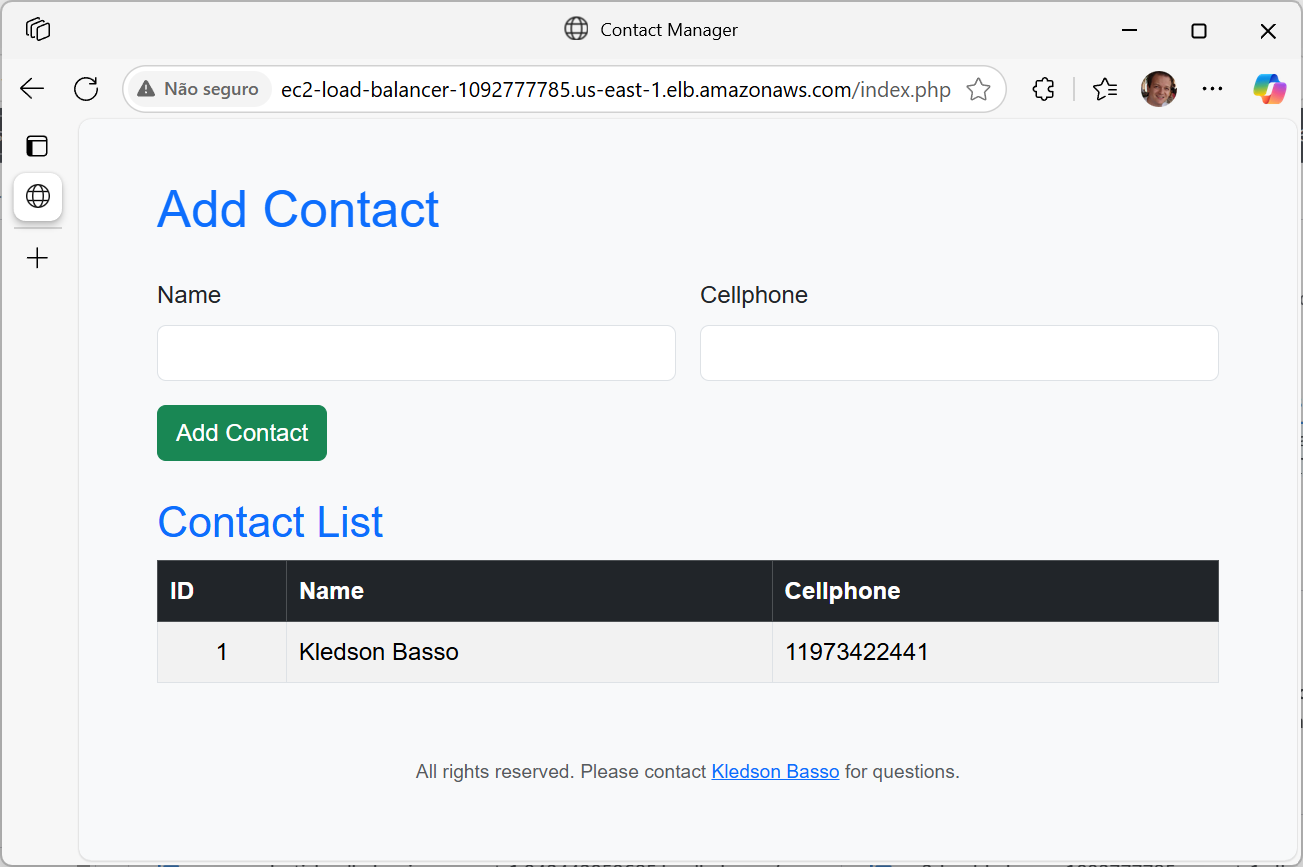 Contact Manager
Não seguro ec2-load-balancer-1092777785.us-east-1.elb.amazonaws.com/index.php
Add Contact
Name Cellphone
Add Contact
Contact List
ID Name Cellphone
1 Kledson Basso 11973422441
All rights reserved. Please contact Kledson Basso for questions.